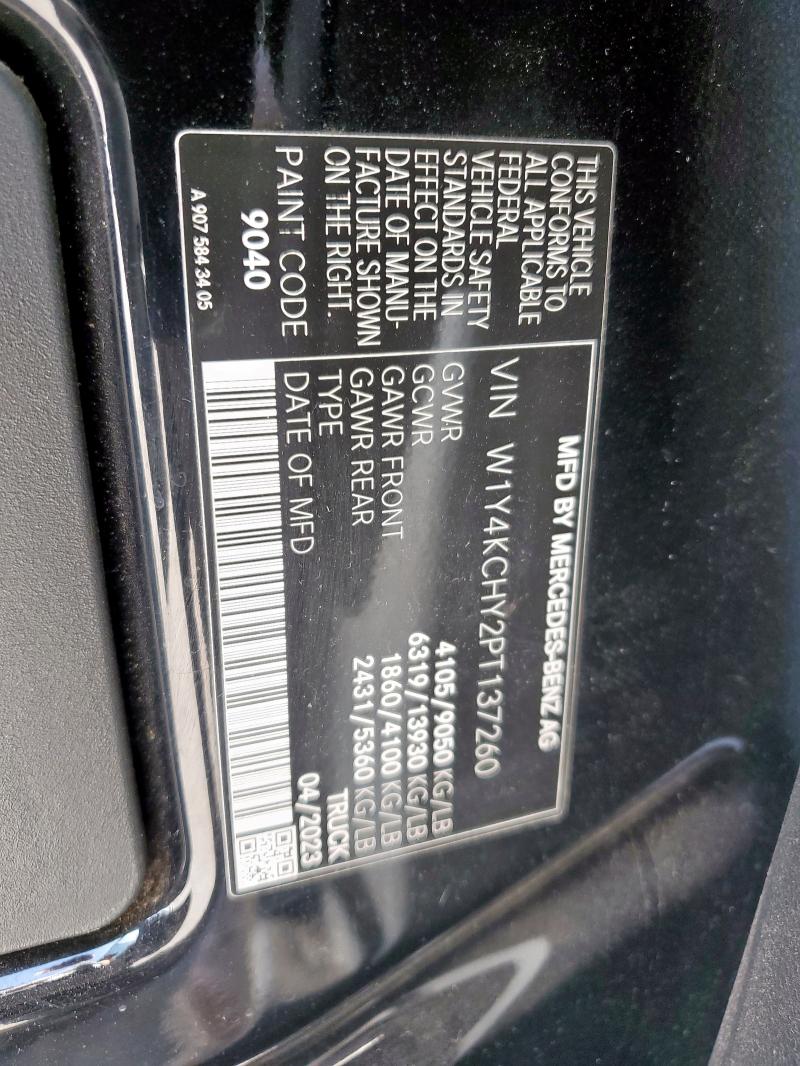 THIS VEHICLE
CONFORMS TO
ALL APPLICABLE
FEDERAL
VEHICLE SAFETY
STANDARDS IN
EFFECT ON THE
DATE OF MANU-
FACTURE SHOWN
ON THE RIGHT.
PAINT CODE
9040
A 907 584 34 05
MFD BY MERCEDES-BENZ AG
VIN W1Y4KCHY2PT137260
GVWR 4105/9050 KG/LB
GCWR 6319/13930 KG/LB
GAWR FRONT 1860/4100 KG/LB
GAWR REAR 2431/5360 KG/LB
TYPE TRUCK
DATE OF MFD 04/2023